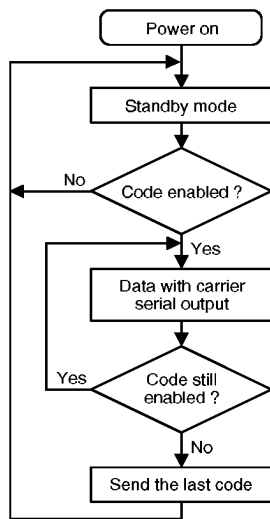 Power on
Standby mode
No
Code enabled ?
Yes
Data with carrier
serial output
Yes
Code still
enabled ?
No
Send the last code